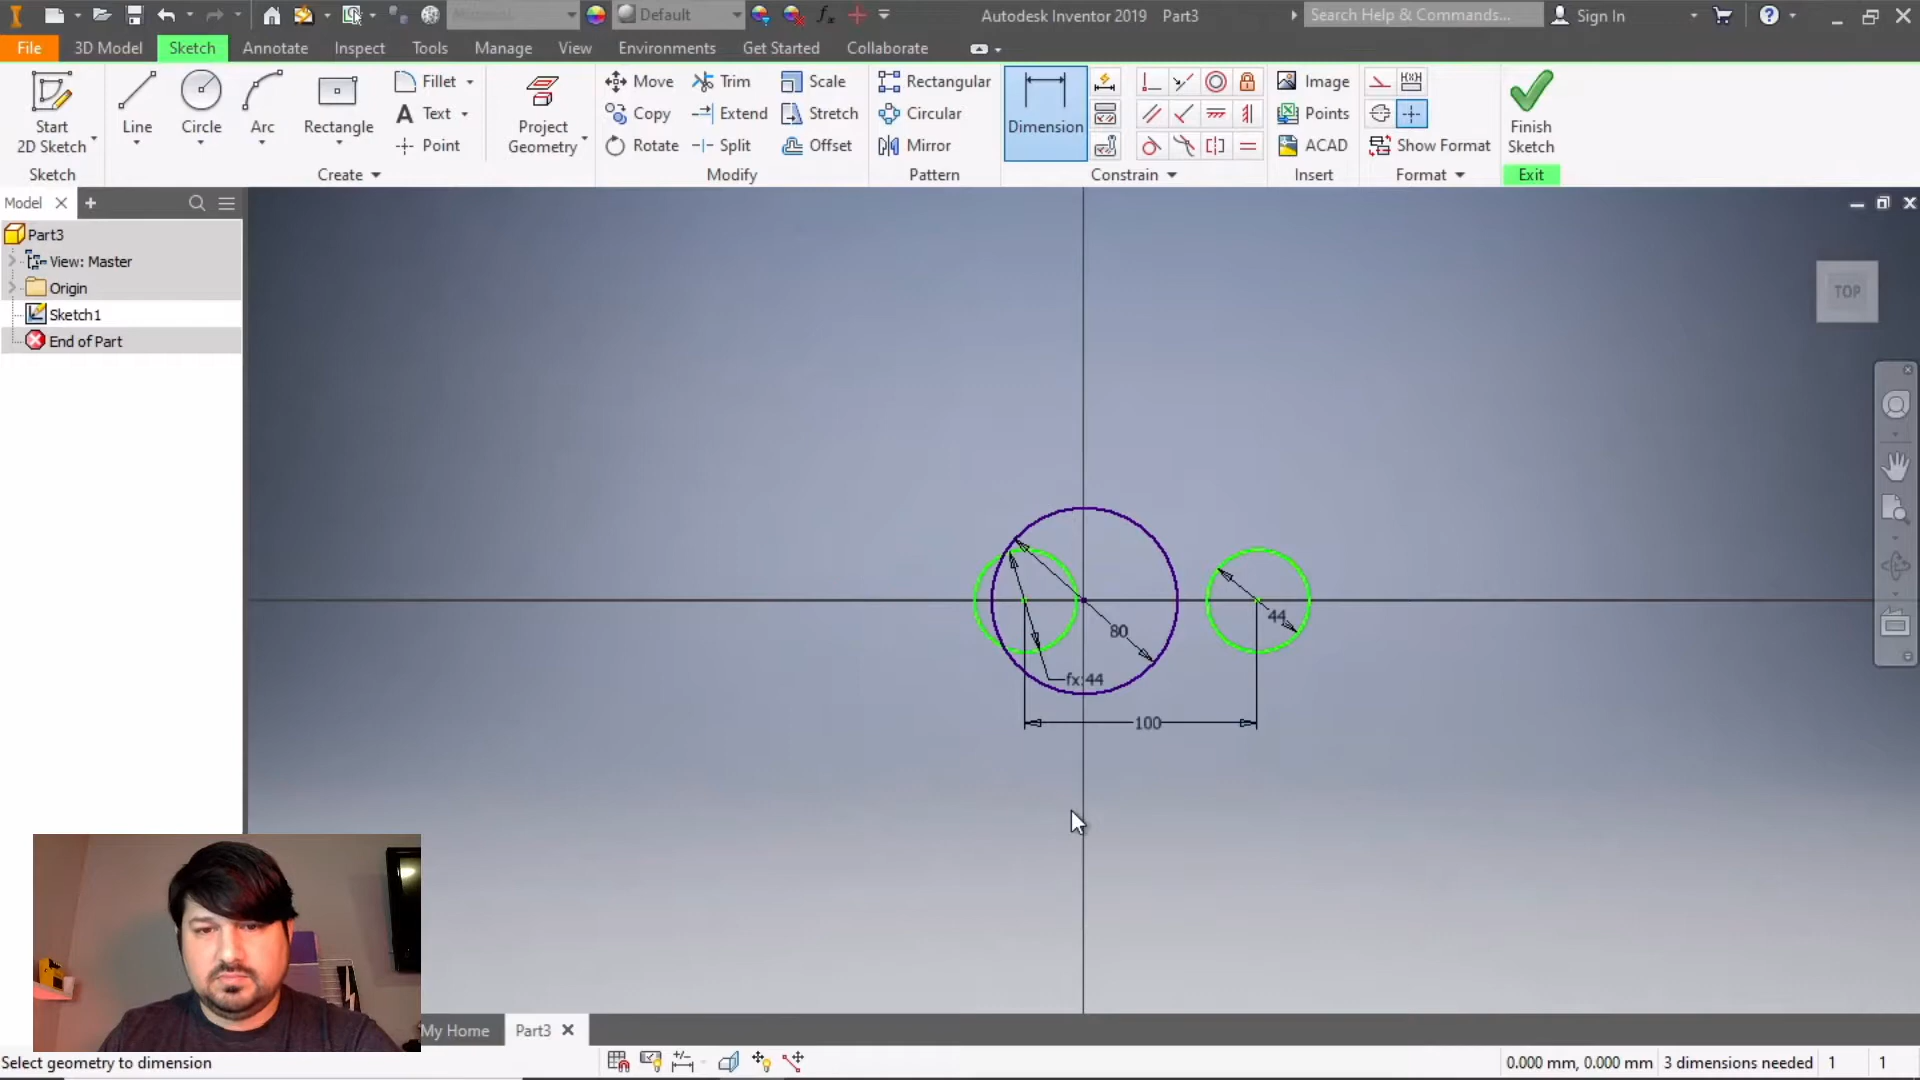 Material
Default
Autodesk Inventor 2019 Part3
Search Help & Commands...
Sign In
File 3D Model Sketch Annotate Inspect Tools Manage View Environments Get Started Collaborate
Start
2D Sketch
Line
Circle
Arc
Rectangle
Fillet
Text
Point
Project
Geometry
Move
Copy
Rotate
Trim
Extend
Split
Scale
Stretch
Offset
Rectangular
Circular
Mirror
Dimension
Image
Points
ACAD
Show Format
Finish
Sketch
Sketch
Create
Modify
Pattern
Constrain
Insert
Format
Exit
Model
Part3
View: Master
Origin
Sketch1
End of Part
TOP
80
44
fx:44
100
My Home
Part3
Select geometry to dimension
0.000 mm, 0.000 mm 3 dimensions needed 1 1